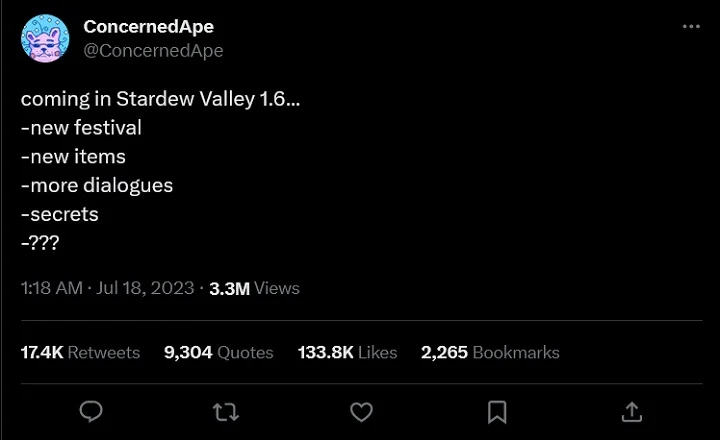 ConcernedApe
@ConcernedApe
coming in Stardew Valley 1.6...
-new festival
-new items
-more dialogues
-secrets
-???
1:18 AM · Jul 18, 2023 · 3.3M Views
17.4K Retweets 9,304 Quotes 133.8K Likes 2,265 Bookmarks